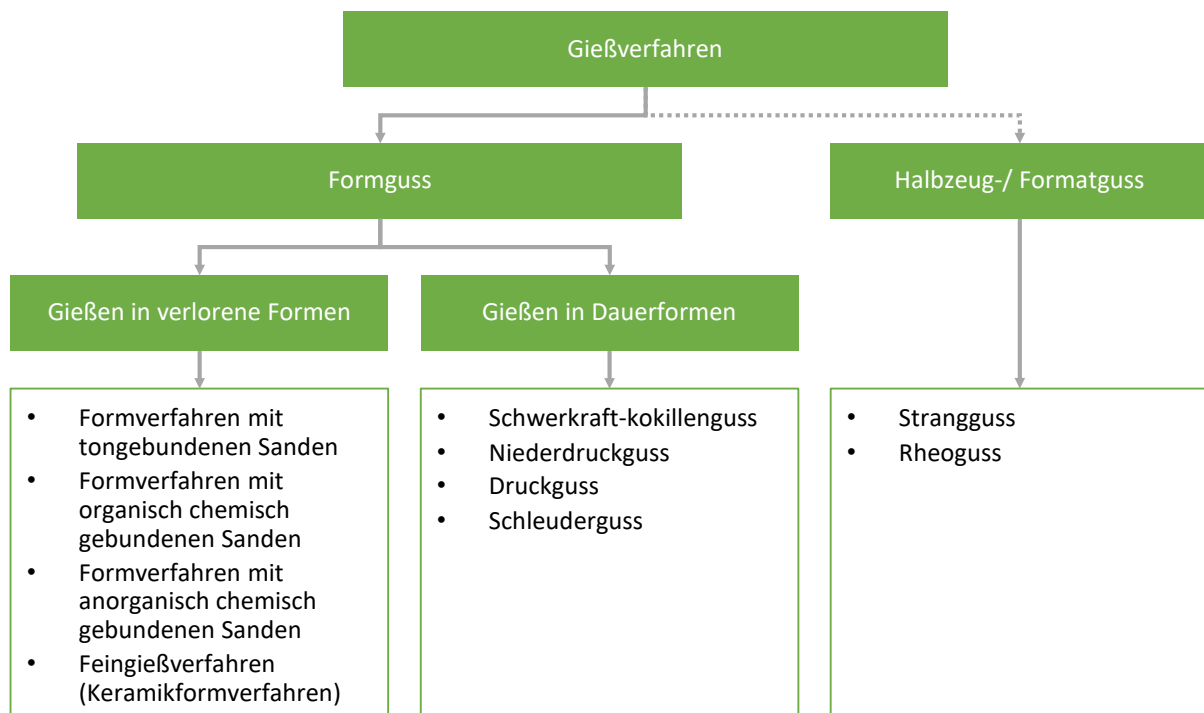 Gießverfahren
Formguss
Halbzeug-/ Formatguss
Gießen in verlorene Formen
Gießen in Dauerformen
• Formverfahren mit
tongebundenen Sanden
• Formverfahren mit
organisch chemisch
gebundenen Sanden
• Formverfahren mit
anorganisch chemisch
gebundenen Sanden
• Feingießverfahren
(Keramikformverfahren)
• Schwerkraft-kokillenguss
• Niederdruckguss
• Druckguss
• Schleuderguss
• Strangguss
• Rheoguss